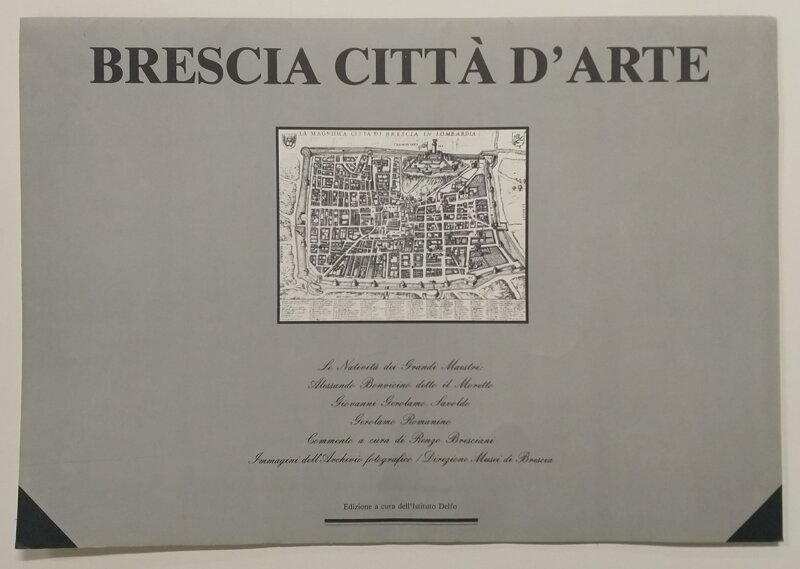 BRESCIA CITTÀ D'ARTE
LA MAGNIFICA CITTA DI BRESCIA IN LOMBARDIA
Le Natività dei Grandi Maestri:
Alessando Bonvicino detto il Moretto
Giovanni Gerolamo Savoldo
Gerolamo Romanino
Commento a cura di Renzo Bresciani
Immagini dell'Archivio fotografico / Direzione Musei di Brescia
Edizione a cura dell'Istituto Delfo